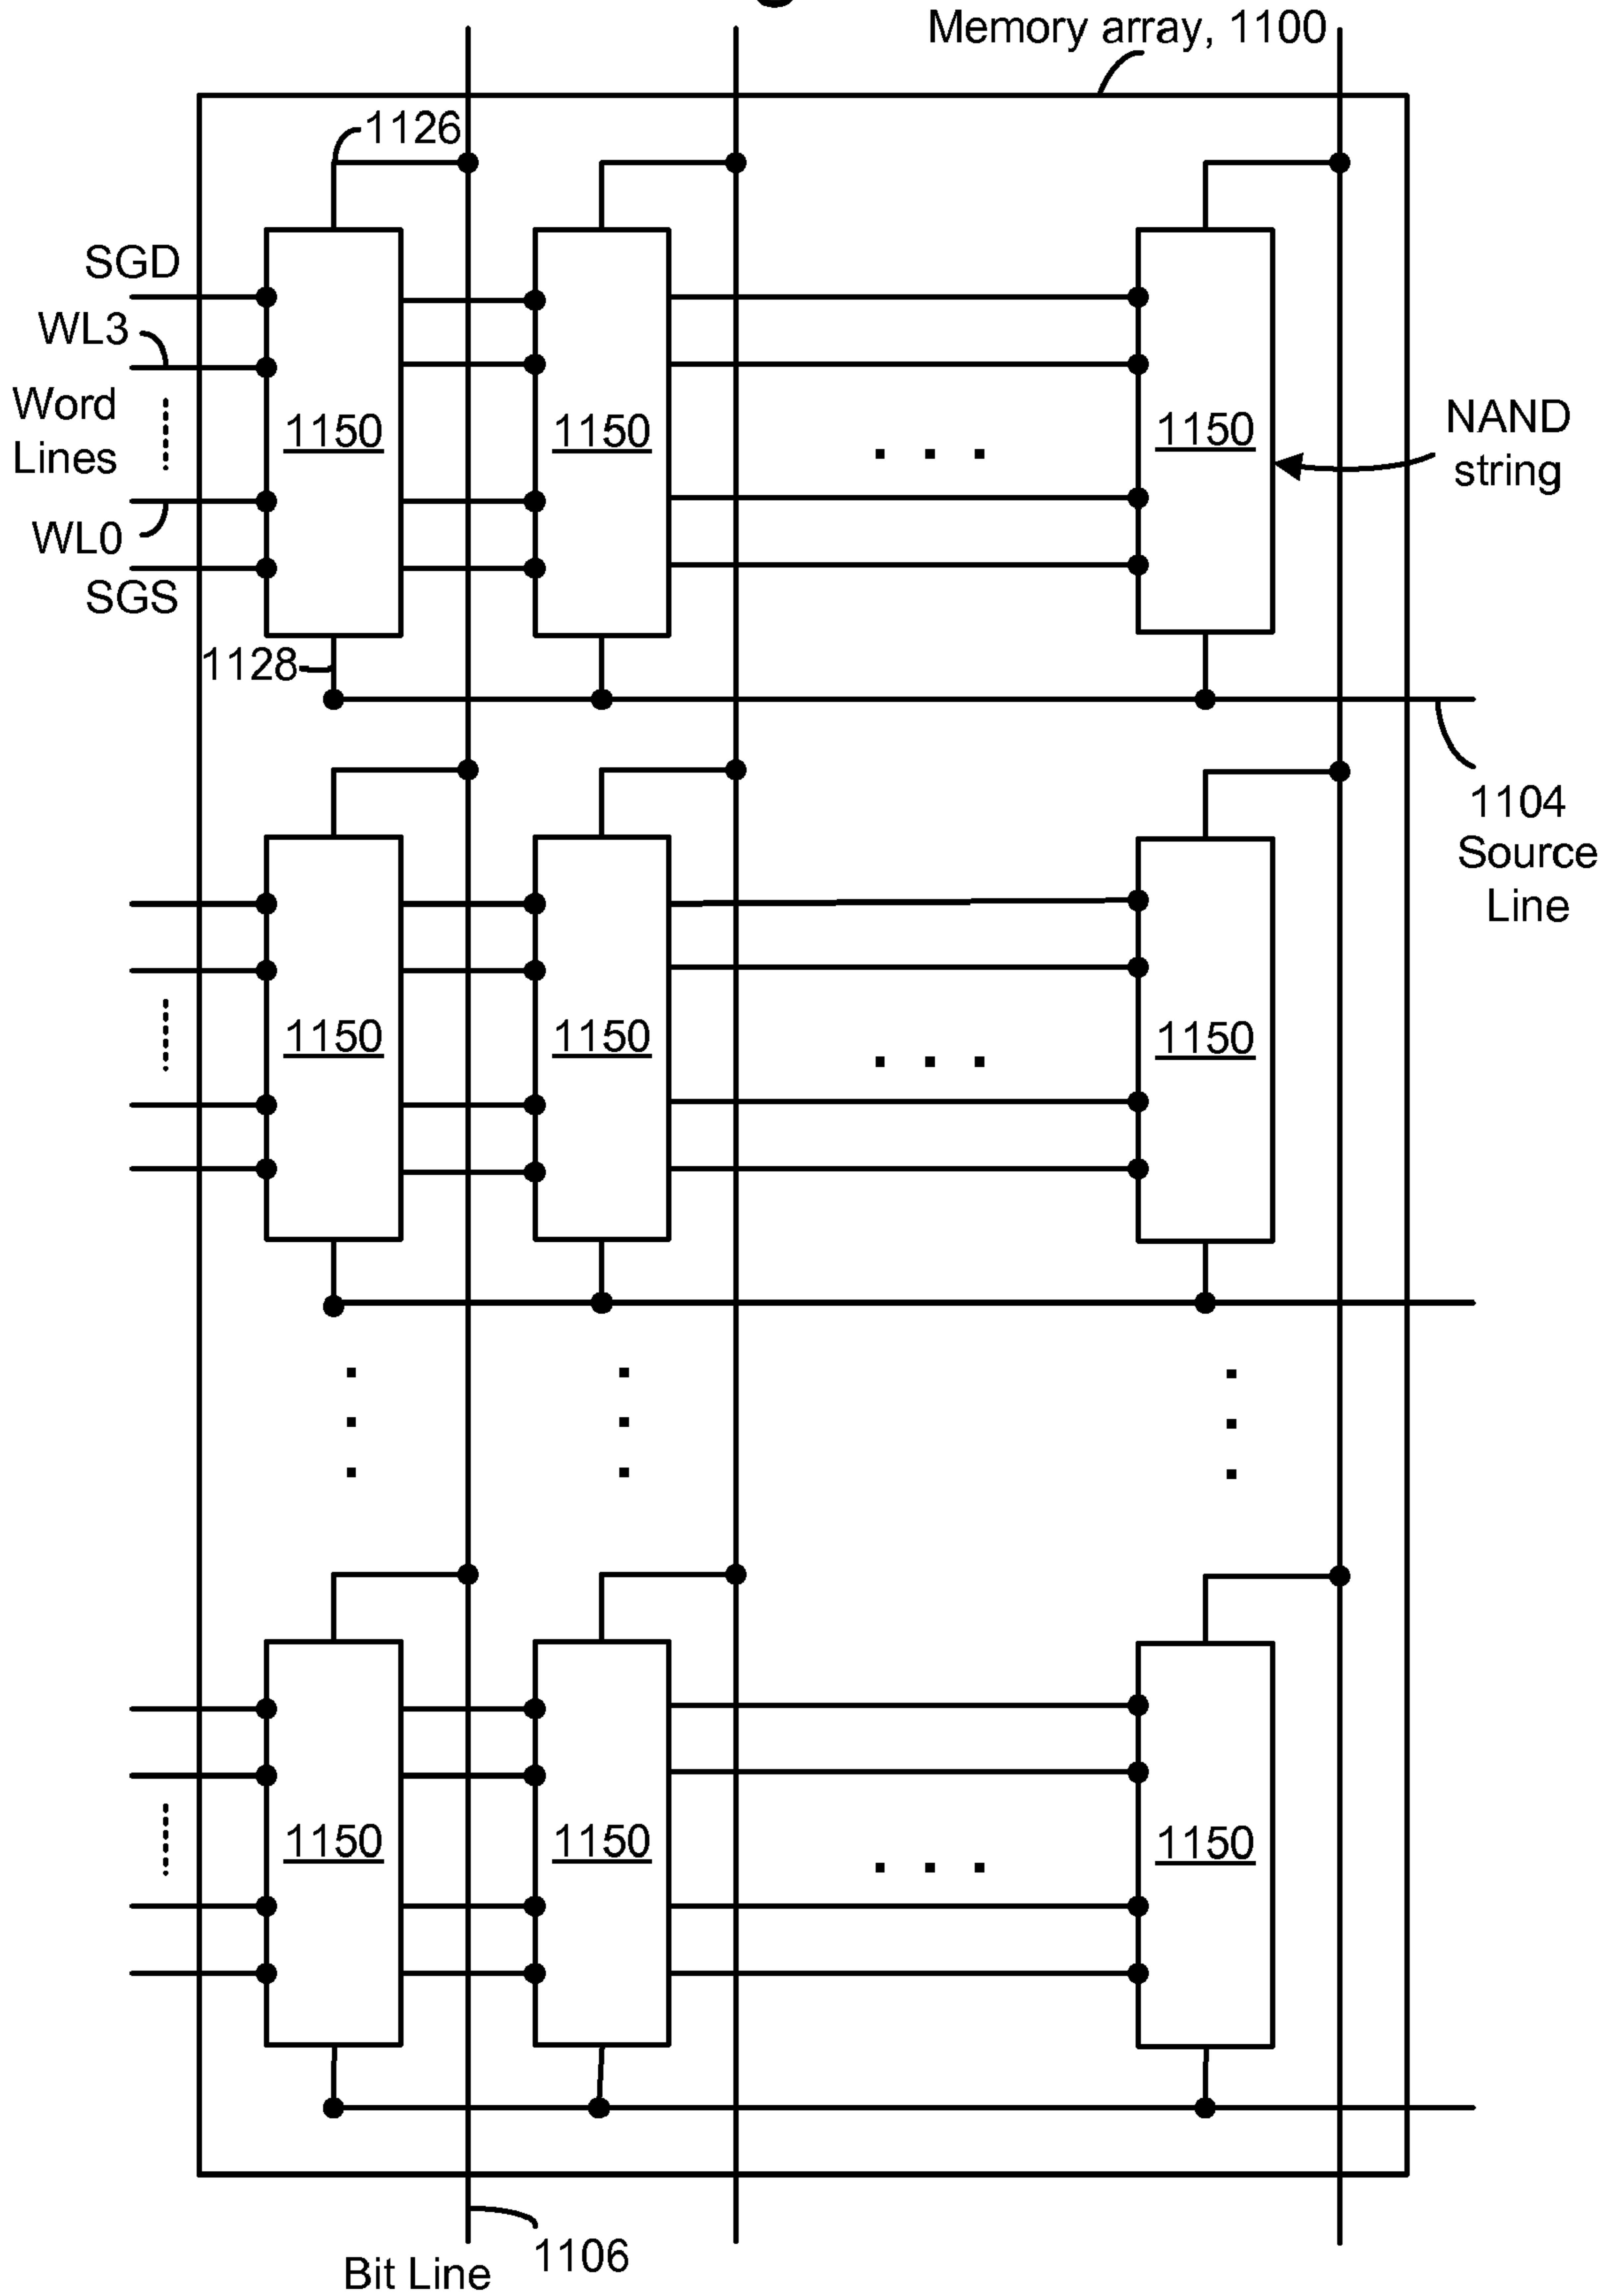 Memory array, 1100
1126
SGD
WL3
Word
Lines
WL0
SGS
1150
1150
1150
NAND
string
1128
1104
Source
Line
1150
1150
1150
1150
1150
1150
1106
Bit Line